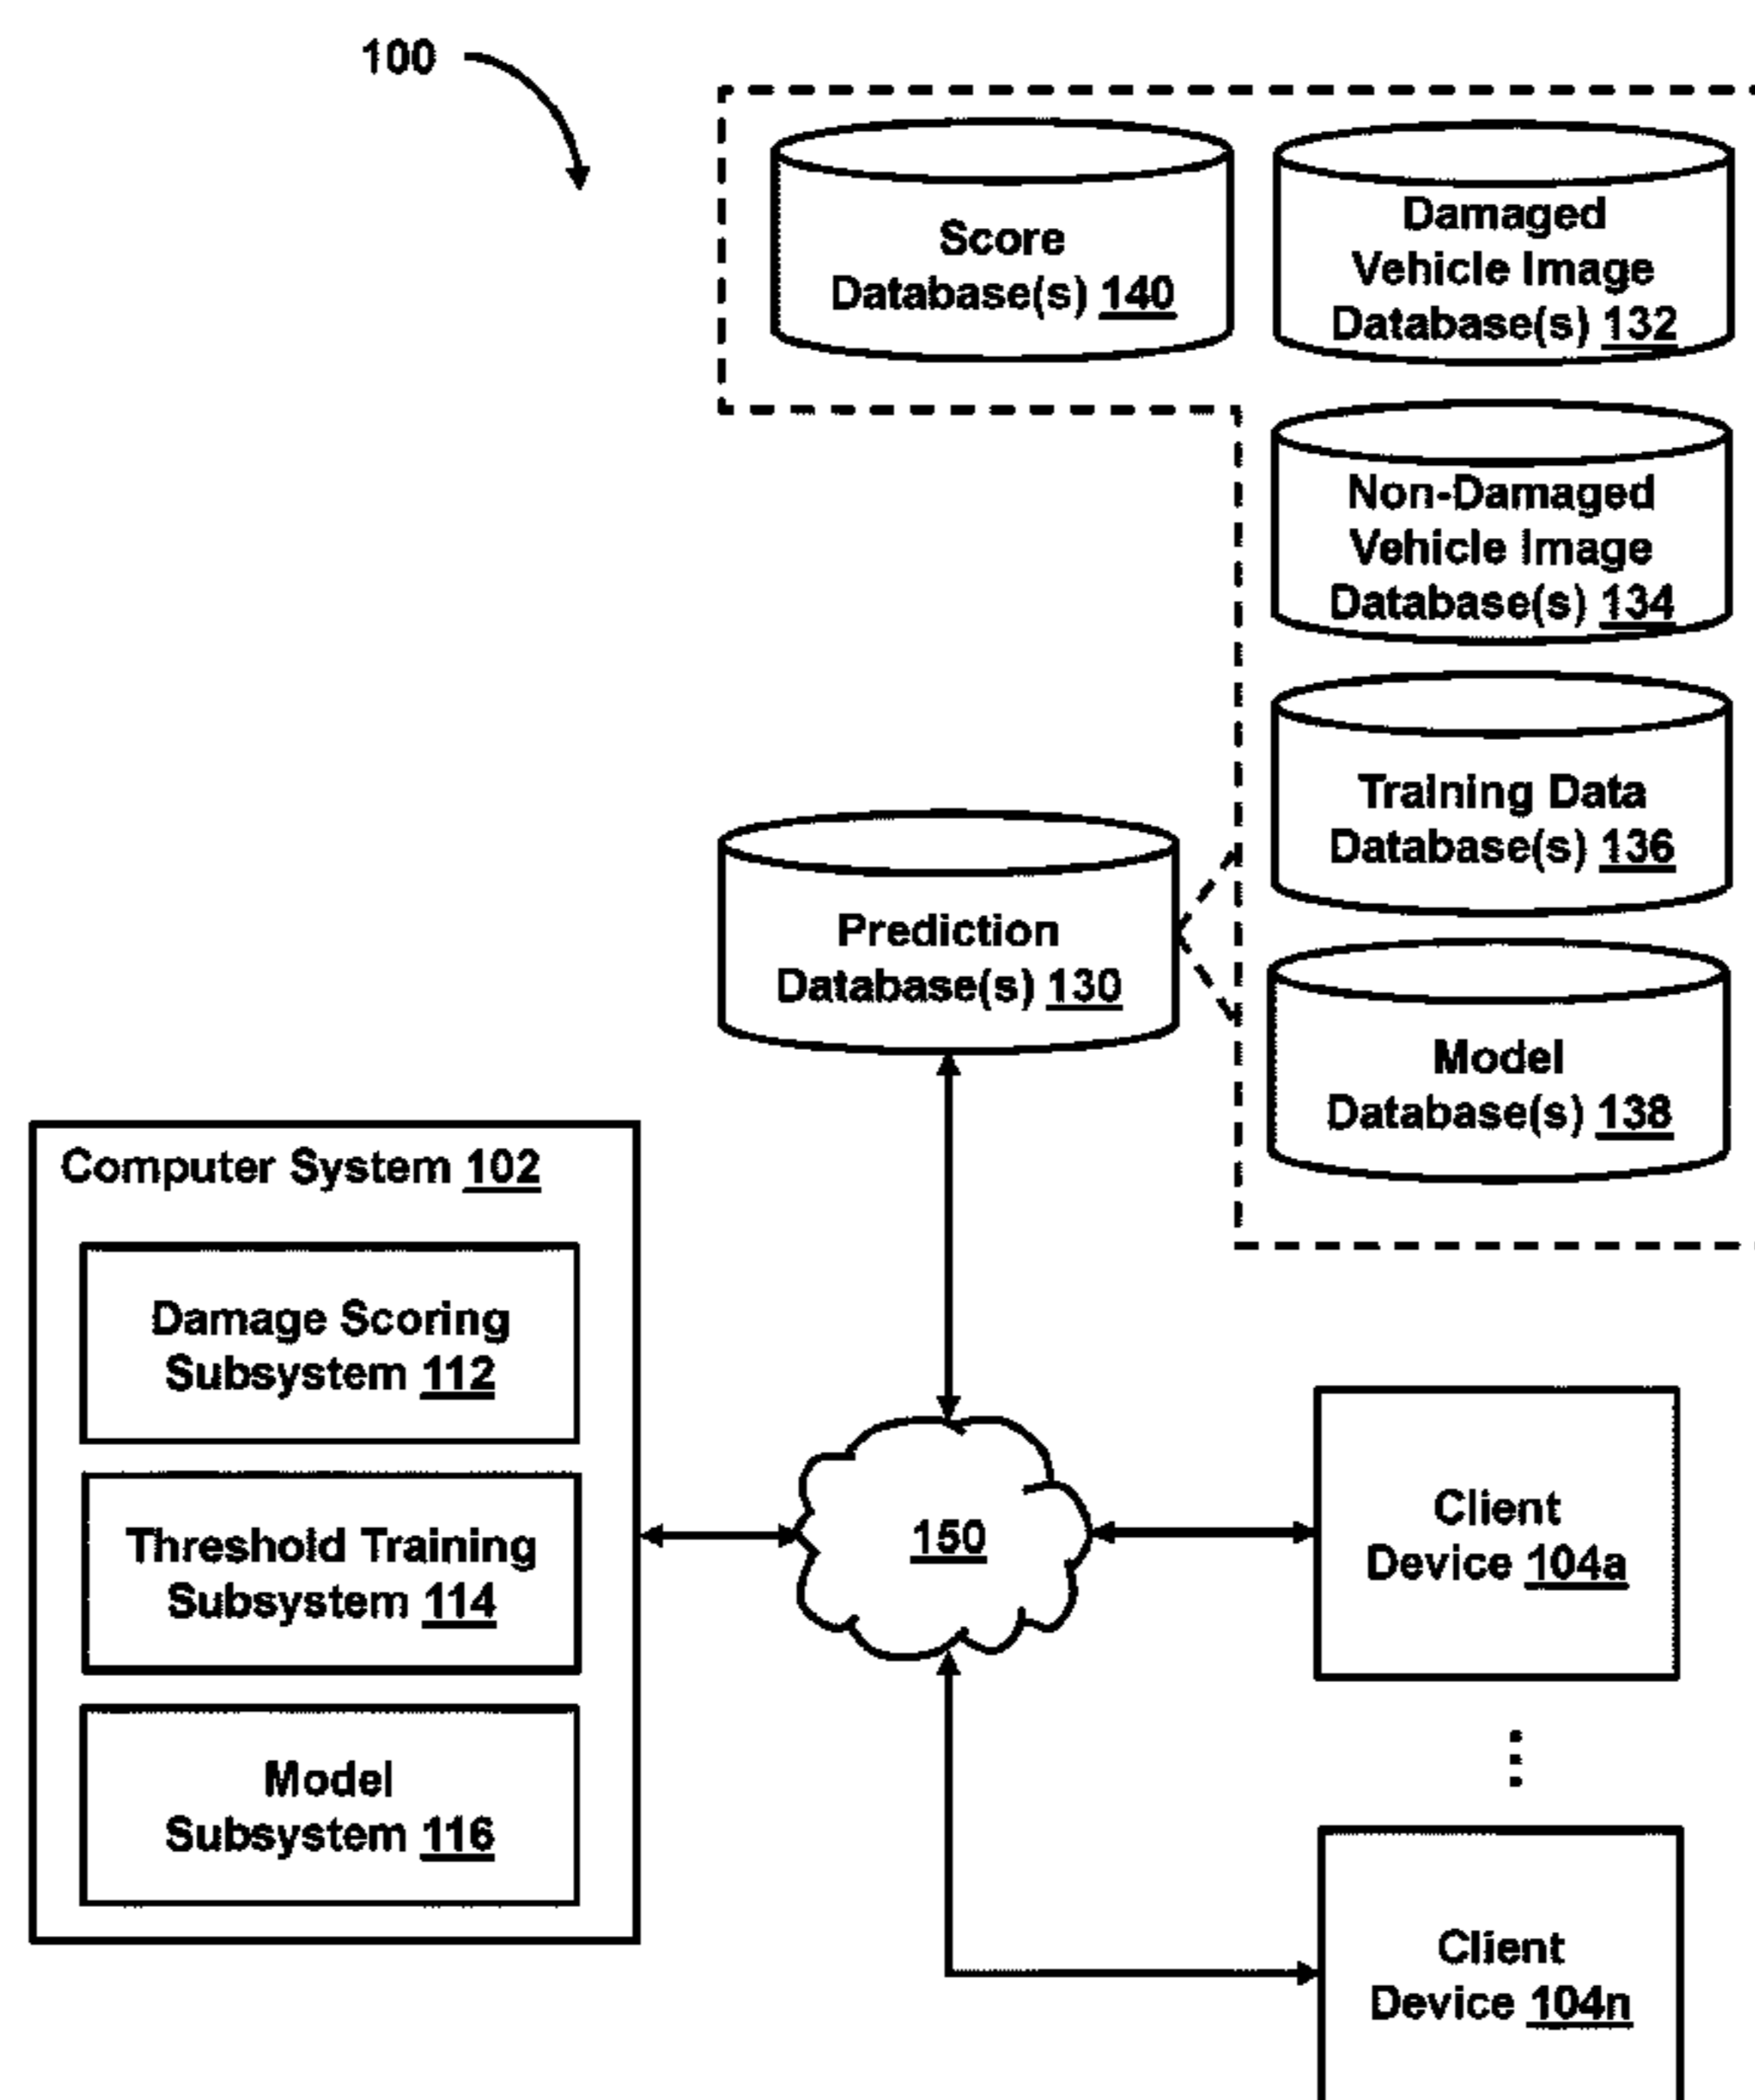 100
Score
Database(s) 140
Damaged
Vehicle Image
Database(s) 132
Non-Damaged
Vehicle Image
Database(s) 134
Training Data
Database(s) 136
Prediction
Database(s) 130
Model
Database(s) 138
Computer System 102
Damage Scoring
Subsystem 112
Threshold Training
Subsystem 114
Model
Subsystem 116
150
Client
Device 104a
Client
Device 104n